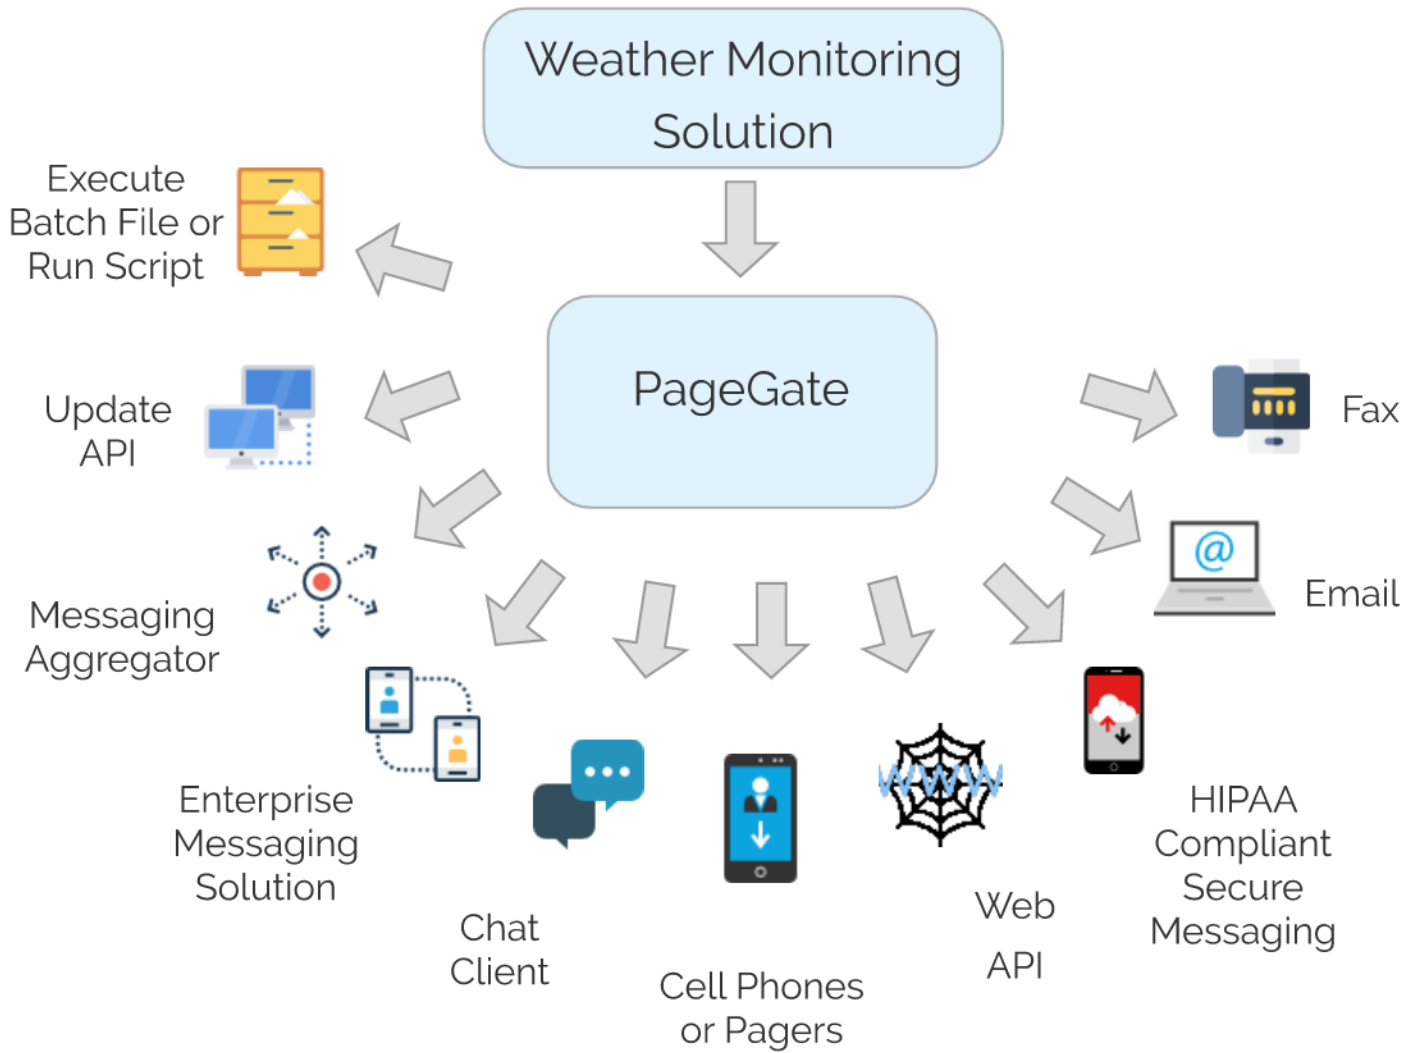 Weather Monitoring
Solution
Execute
Batch File or
Run Script
PageGate
Update
API
Fax
@
Email
Messaging
Aggregator
WWW
Enterprise
Messaging
Solution
HIPAA
Compliant
Secure
Messaging
Chat
Client
Web
API
Cell Phones
or Pagers